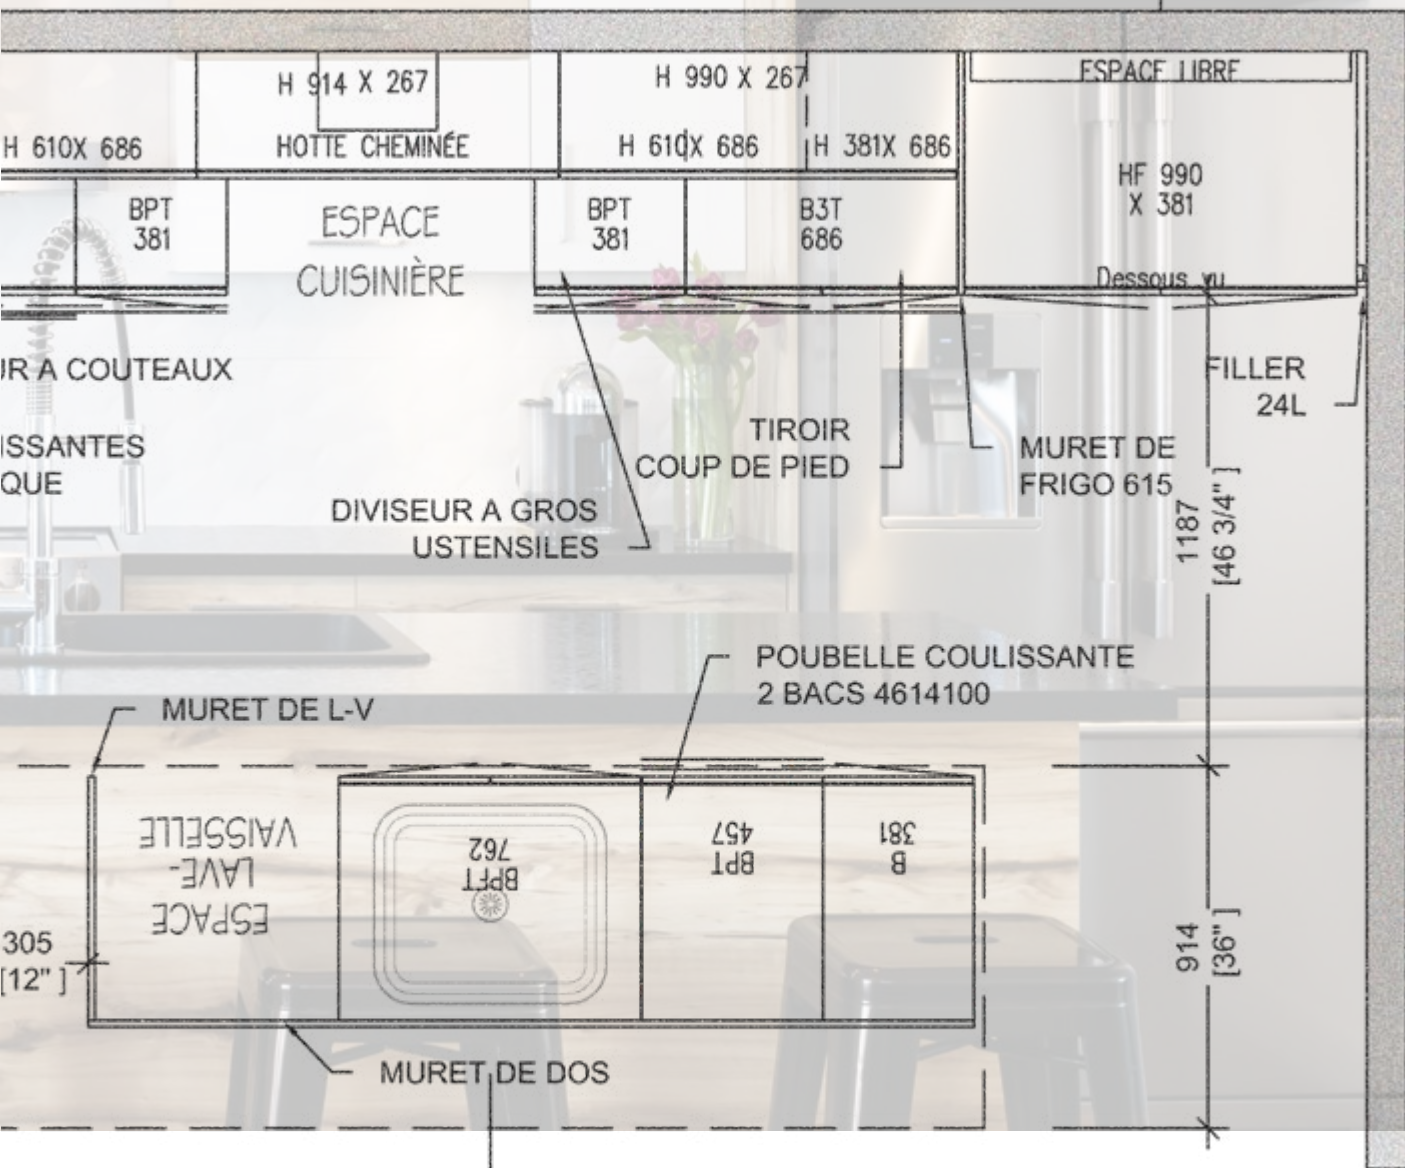 H 914 X 267
H 990 X 267
ESPACE LIBRE
H 610X 686
HOTTE CHEMINÉE
H 610X 686
H 381X 686
HF 990
X 381
BPT
381
ESPACE
CUISINIÈRE
BPT
381
B3T
686
Dessous vu
UR A COUTEAUX
FILLER
24L
ISSANTES
QUE
TIROIR
COUP DE PIED
MURET DE
FRIGO 615
DIVISEUR A GROS
USTENSILES
1187
[46 3/4" ]
POUBELLE COULISSANTE
2 BACS 4614100
MURET DE L-V
ESPACE
LAVE-
VAISSELLE
BPFT
762
BPT
457
B
381
305
[12" ]
914
[36" ]
MURET DE DOS